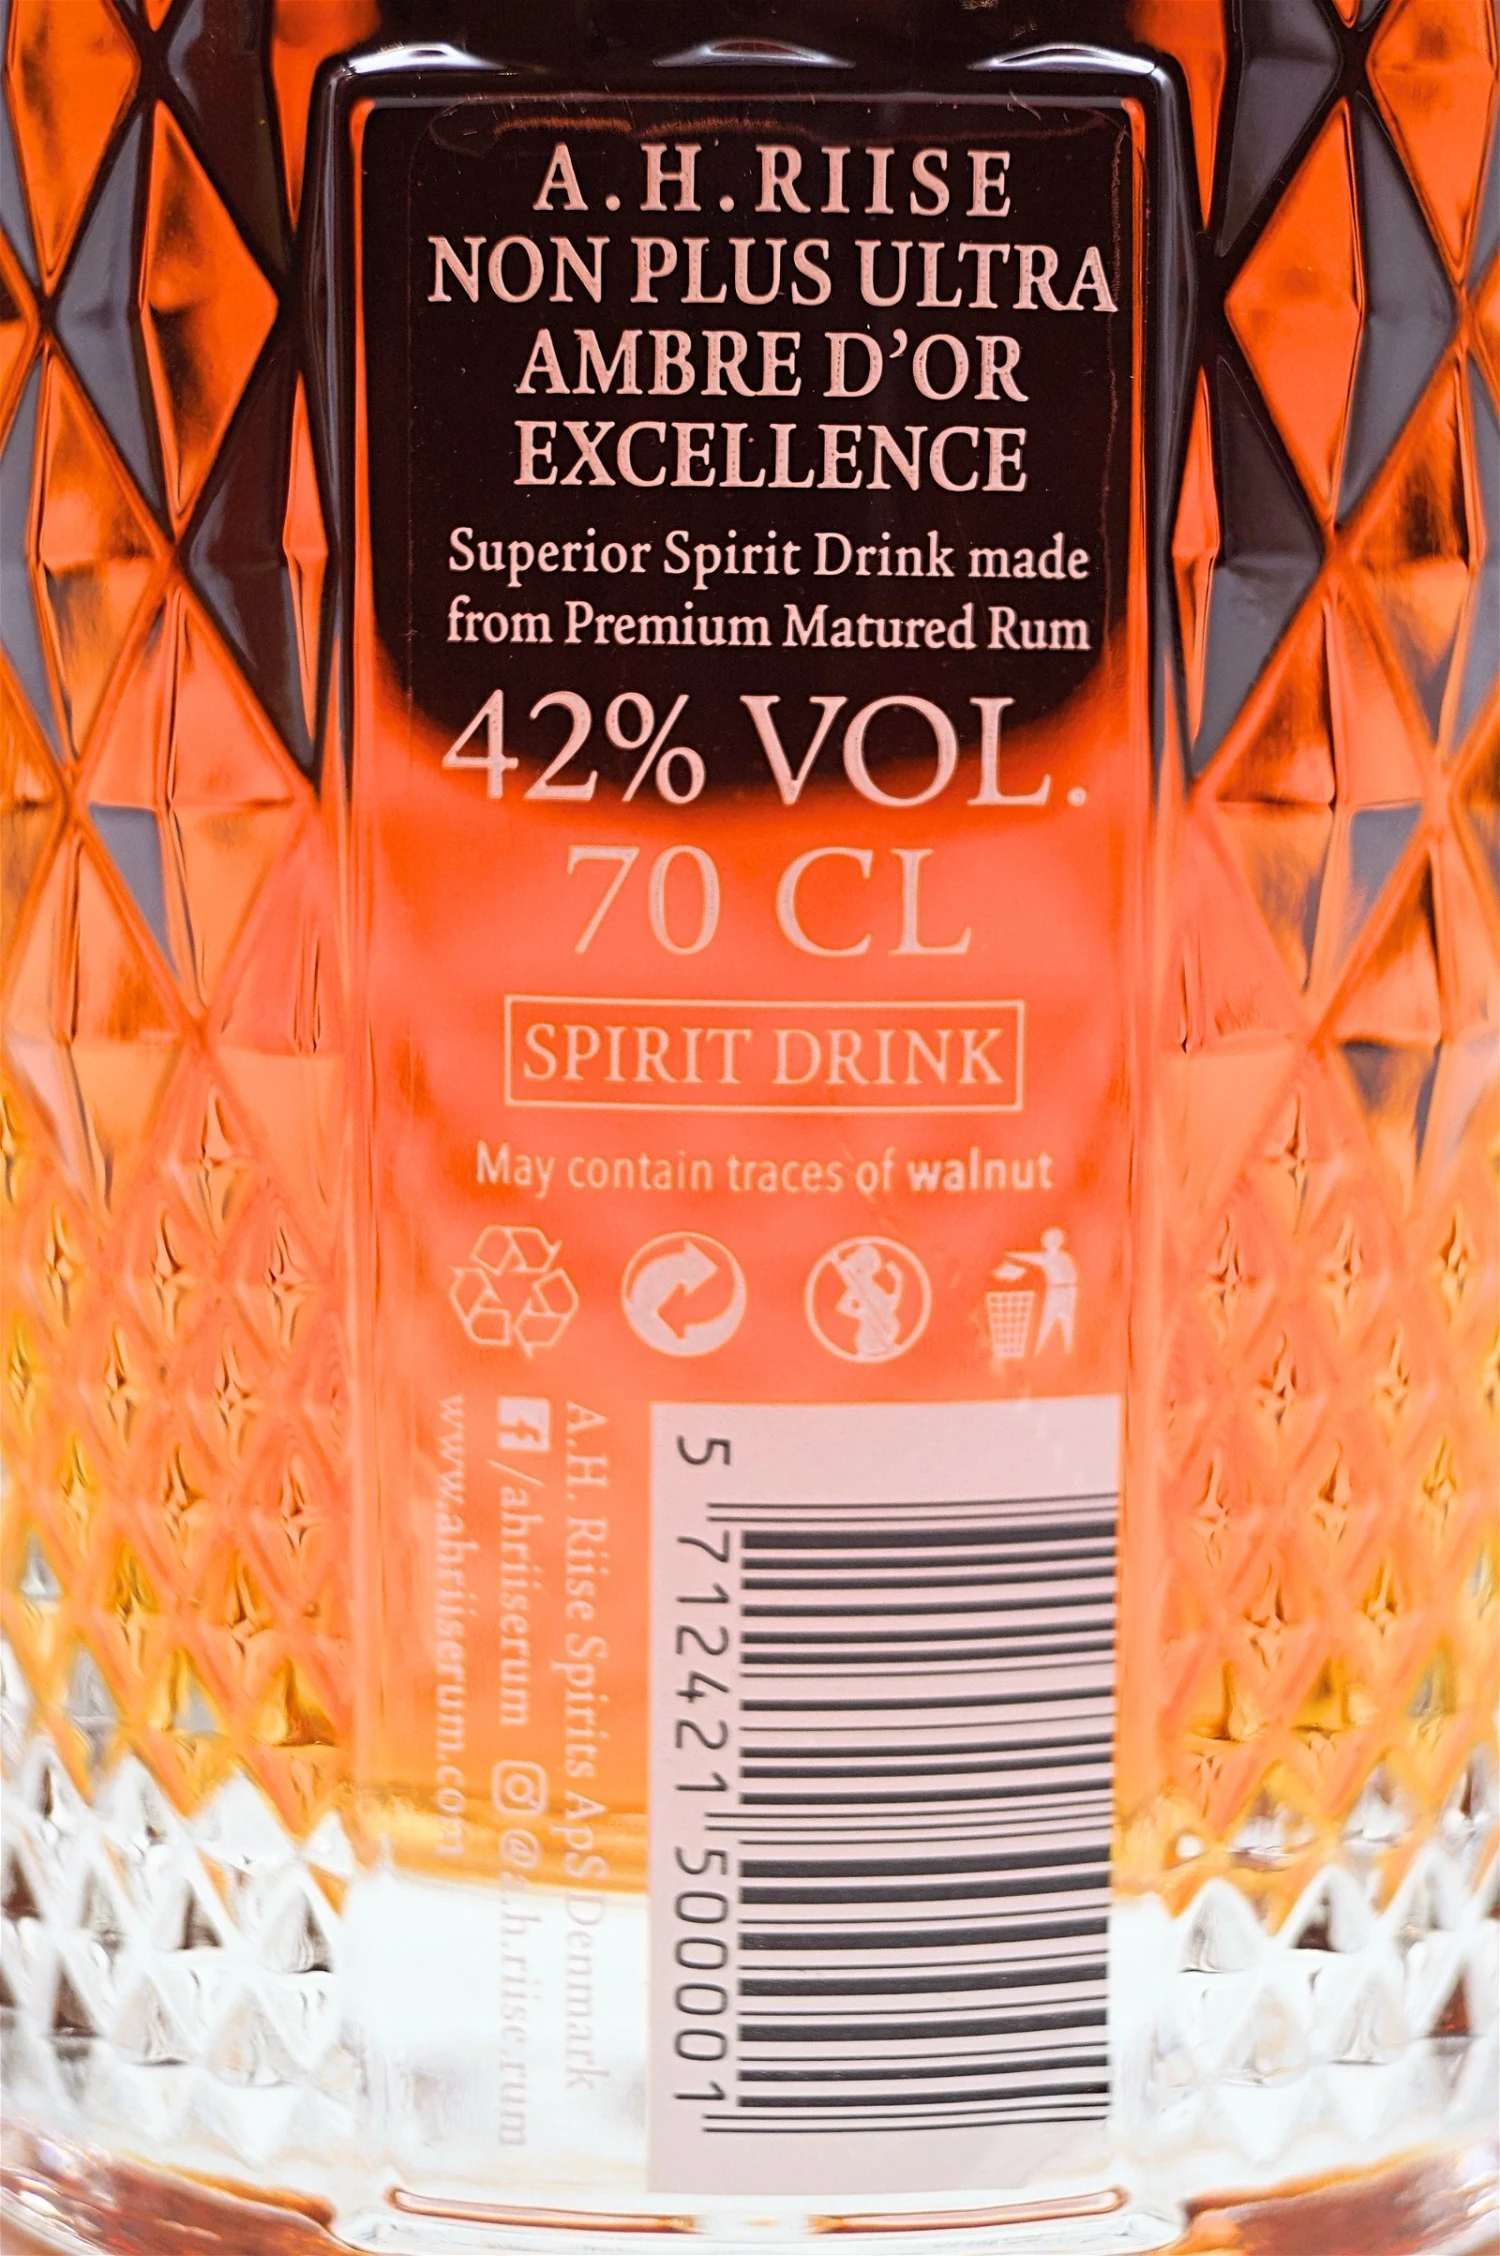 A.H.RIISE
NON PLUS ULTRA
AMBRE D’OR
EXCELLENCE
Superior Spirit Drink made
from Premium Matured Rum
42% VOL.
70 CL
SPIRIT DRINK
May contain traces of walnut
A.H. Riise Spirits ApS Denmark
/ahriiserum @a.h.riise.rum
www.ahriiserum.com
5 712421 500001